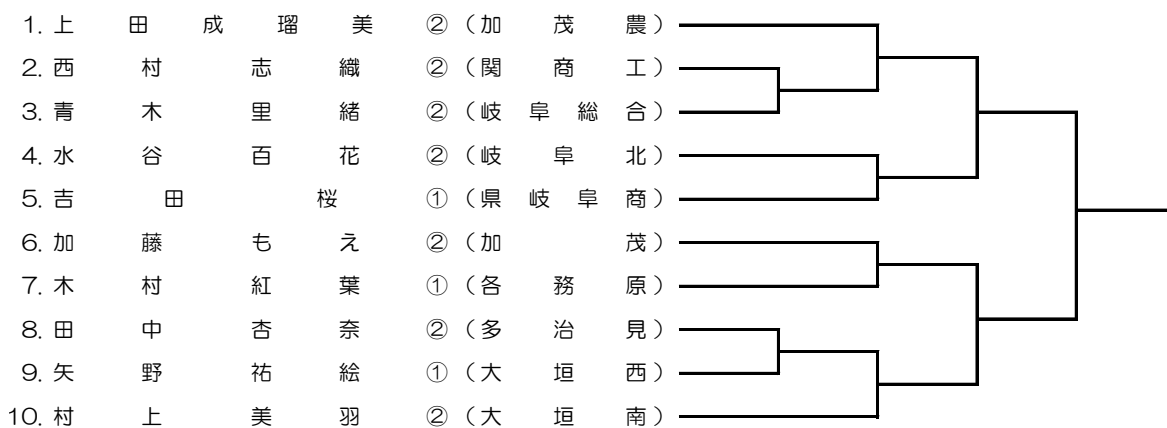 1. 上田成瑠美 ② (加茂農)
2. 西村志織 ② (関商工)
3. 青木里緒 ② (岐阜総合)
4. 水谷百花 ② (岐阜北)
5. 吉田桜 ① (県岐阜商)
6. 加藤もえ ② (加茂)
7. 木村紅葉 ① (各務原)
8. 田中杏奈 ② (多治見)
9. 矢野祐絵 ① (大垣西)
10. 村上美羽 ② (大垣南)